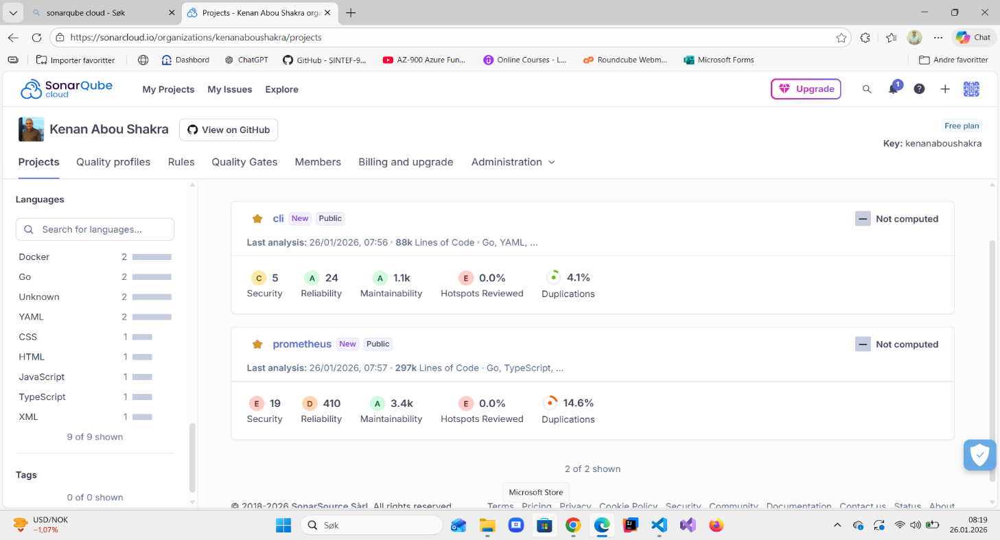 sonarqube cloud - Søk
Projects - Kenan Abou Shakra orga
https://sonarcloud.io/organizations/kenanaboushakra/projects
Chat
Importer favoritter
Dashbord
ChatGPT
GitHub - SINTEF-9...
AZ-900 Azure Fun...
Online Courses - L...
Roundcube Webm...
Microsoft Forms
Andre favoritter
SonarQube cloud
My Projects
My Issues
Explore
Upgrade
1
Kenan Abou Shakra
View on GitHub
Free plan
Key: kenanaboushakra
Projects
Quality profiles
Rules
Quality Gates
Members
Billing and upgrade
Administration
Languages
Search for languages...
Docker 2
Go 2
Unknown 2
YAML 2
CSS 1
HTML 1
JavaScript 1
TypeScript 1
XML 1
9 of 9 shown
Tags
0 of 0 shown
cli New Public
Not computed
Last analysis: 26/01/2026, 07:56 • 88k Lines of Code • Go, YAML, ...
C 5
A 24
A 1.1k
E 0.0%
4.1%
Security
Reliability
Maintainability
Hotspots Reviewed
Duplications
prometheus New Public
Not computed
Last analysis: 26/01/2026, 07:57 • 297k Lines of Code • Go, TypeScript, ...
E 19
D 410
A 3.4k
E 0.0%
14.6%
Security
Reliability
Maintainability
Hotspots Reviewed
Duplications
2 of 2 shown
Microsoft Store
© 2018-2026 SonarSource Sàrl. All rights reserved.
Terms Pricing Privacy Cookie Policy Security Community Documentation Contact us Status About
USD/NOK
−1,07%
Søk
08:19
26.01.2026